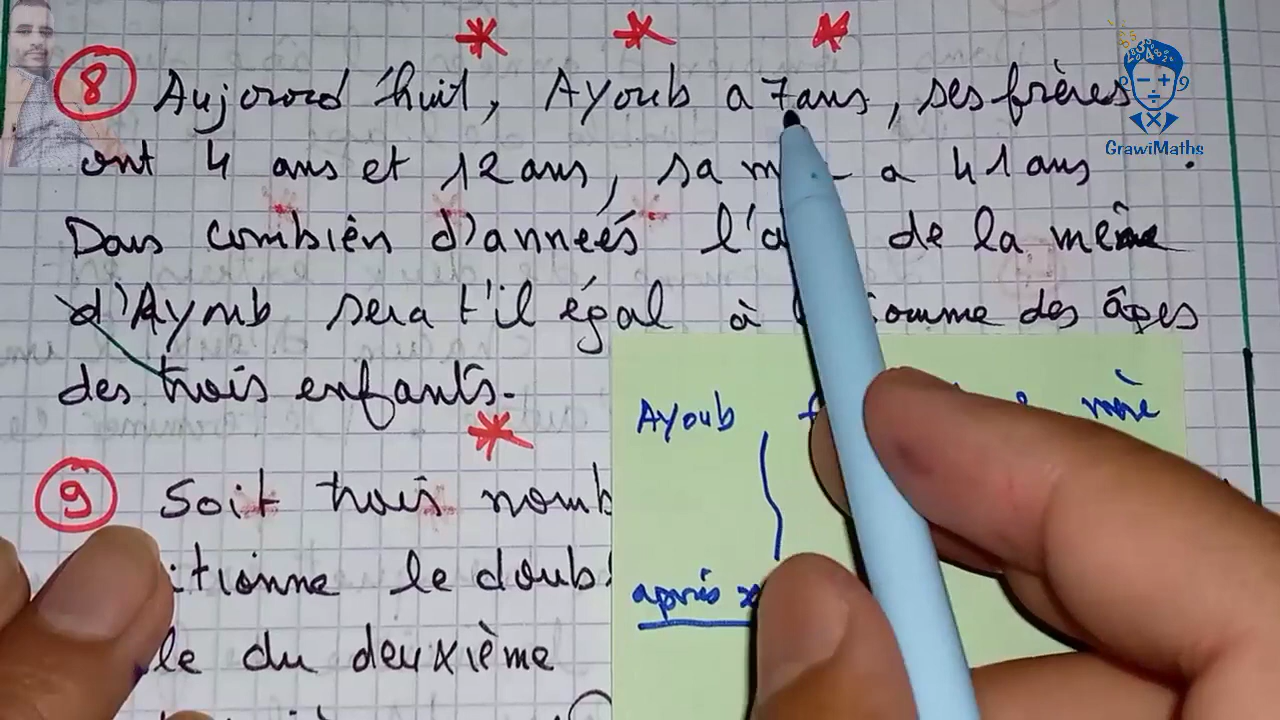 8 Aujourd'huit, Ayoub a 7ans, ses frères
ont 4 ans et 12ans, sa a 41ans.
Dans combien d'annees de la mère
d'Ayoub sera t'il égal à somme des âges
des trois enfants.
Ayoub mère
après x
9 Soit trois
le doub
du deuxième
GrawiMaths